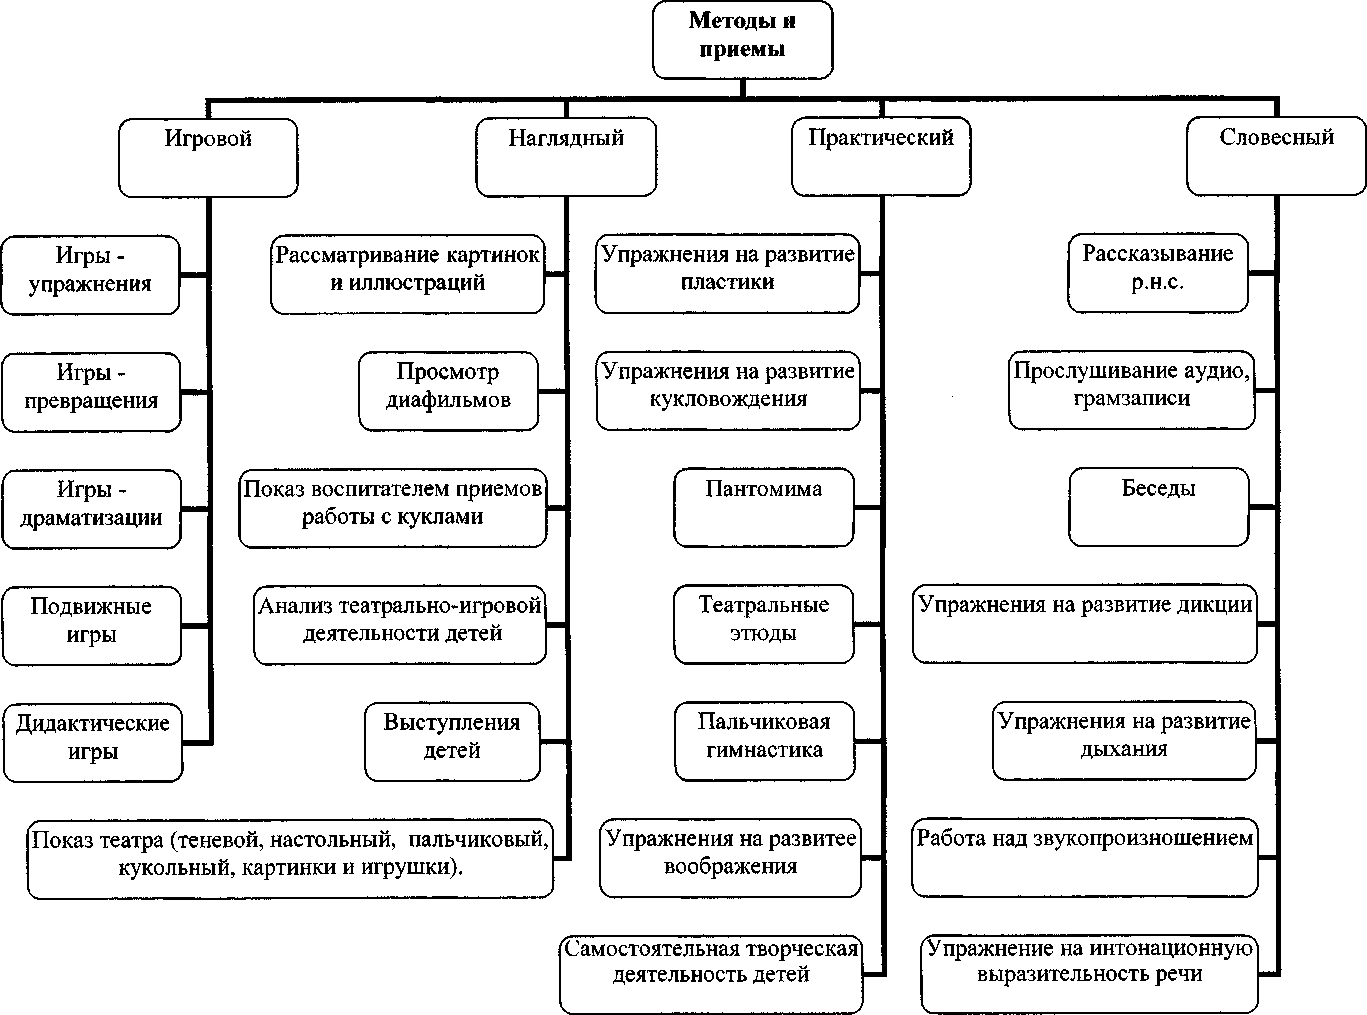 Методы и
приемы
Игровой
Наглядный
Практический
Словесный
Игры -
упражнения
Игры -
превращения
Игры -
драматизации
Подвижные
игры
Дидактические
игры
Рассматривание картинок
и иллюстраций
Просмотр
диафильмов
Показ воспитателем приемов
работы с куклами
Анализ театрально-игровой
деятельности детей
Выступления
детей
Показ театра (теневой, настольный, пальчиковый,
кукольный, картинки и игрушки).
Упражнения на развитие
пластики
Упражнения на развитие
кукловождения
Пантомима
Театральные
этюды
Пальчиковая
гимнастика
Упражнения на развитее
воображения
Самостоятельная творческая
деятельность детей
Рассказывание
р.н.с.
Прослушивание аудио,
грамзаписи
Беседы
Упражнения на развитие дикции
Упражнения на развитие
дыхания
Работа над звукопроизношением
Упражнение на интонационную
выразительность речи